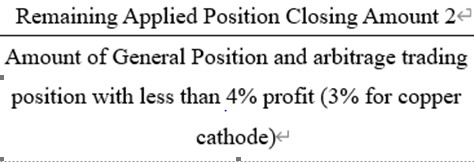 Remaining Applied Position Closing Amount 2
Amount of General Position and arbitrage trading
position with less than 4% profit (3% for copper
cathode)